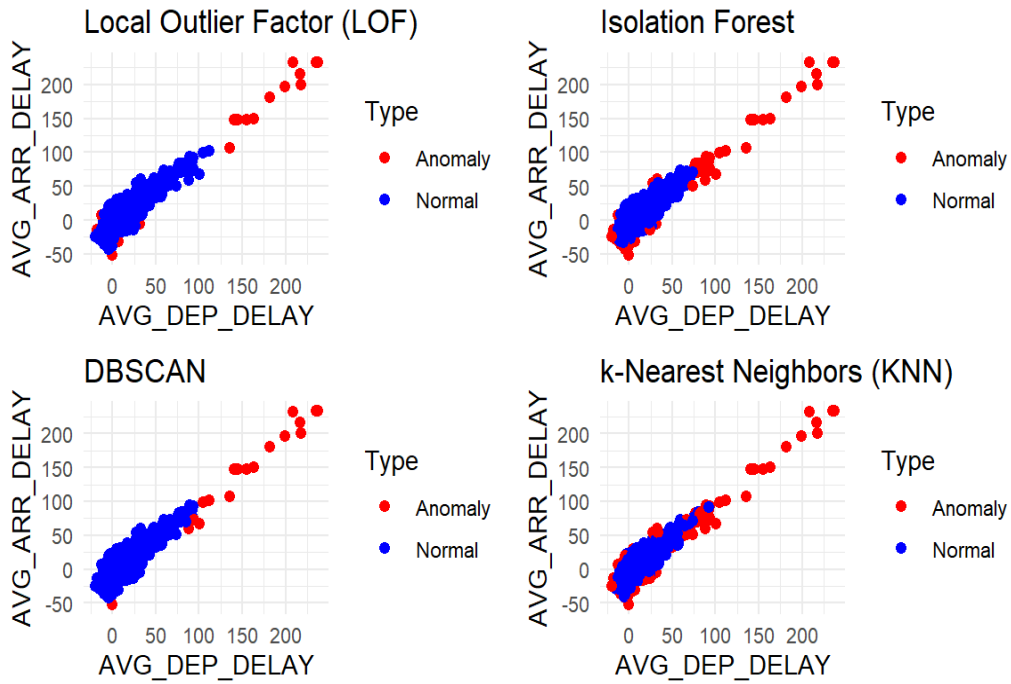 Local Outlier Factor (LOF)
AVG_ARR_DELAY
200
150
100
50
0
-50
0 50 100 150 200
AVG_DEP_DELAY
Type
Anomaly
Normal
Isolation Forest
AVG_ARR_DELAY
200
150
100
50
0
-50
0 50 100 150 200
AVG_DEP_DELAY
Type
Anomaly
Normal
DBSCAN
AVG_ARR_DELAY
200
150
100
50
0
-50
0 50 100 150 200
AVG_DEP_DELAY
Type
Anomaly
Normal
k-Nearest Neighbors (KNN)
AVG_ARR_DELAY
200
150
100
50
0
-50
0 50 100 150 200
AVG_DEP_DELAY
Type
Anomaly
Normal